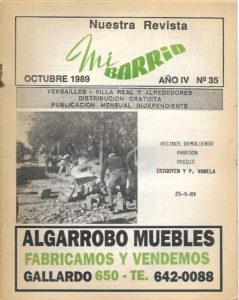 Nuestra Revista
Mi BARRIO
OCTUBRE 1989 AÑO IV Nº 35
VERSAILLES - VILLA REAL Y ALREDEDORES
DISTRIBUCION GRATUITA
PUBLICACION MENSUAL INDEPENDIENTE
VECINOS DEMOLIENDO
PAREDON
PREDIO
IRIGOYEN Y P. VARELA
25-5-89
ALGARROBO MUEBLES
FABRICAMOS Y VENDEMOS
GALLARDO 650 - TE. 642-0088